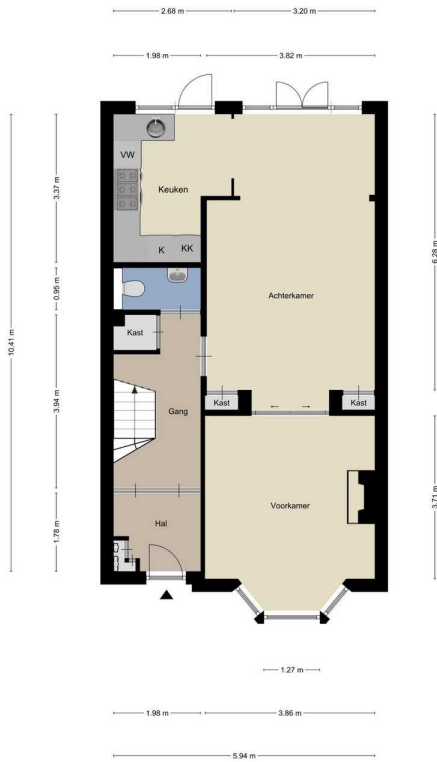 2.68 m
3.20 m
1.98 m
3.82 m
3.37 m
0.95 m
3.94 m
1.78 m
10.41 m
6.28 m
3.71 m
VW
Keuken
K
KK
Achterkamer
Kast
Kast
Kast
Gang
Hal
Voorkamer
1.27 m
1.98 m
3.86 m
5.94 m